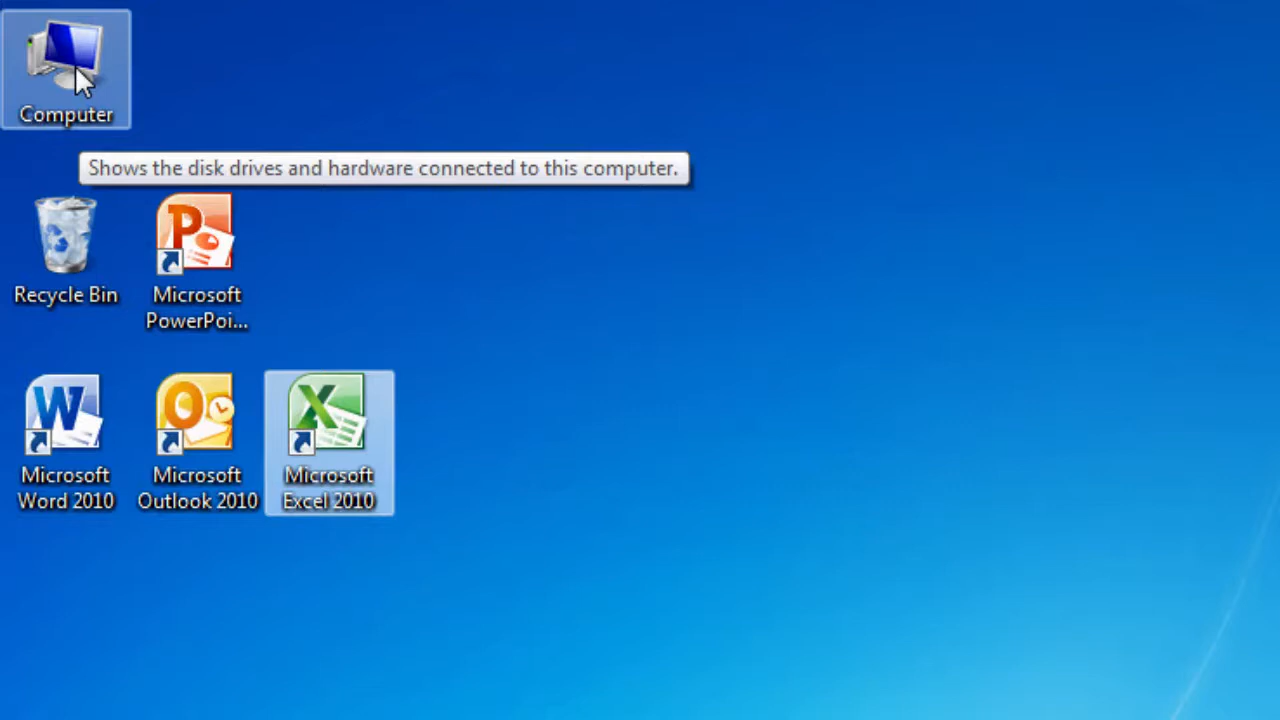 Computer
Shows the disk drives and hardware connected to this computer.
Recycle Bin
Microsoft
PowerPoi...
Microsoft
Word 2010
Microsoft
Outlook 2010
Microsoft
Excel 2010